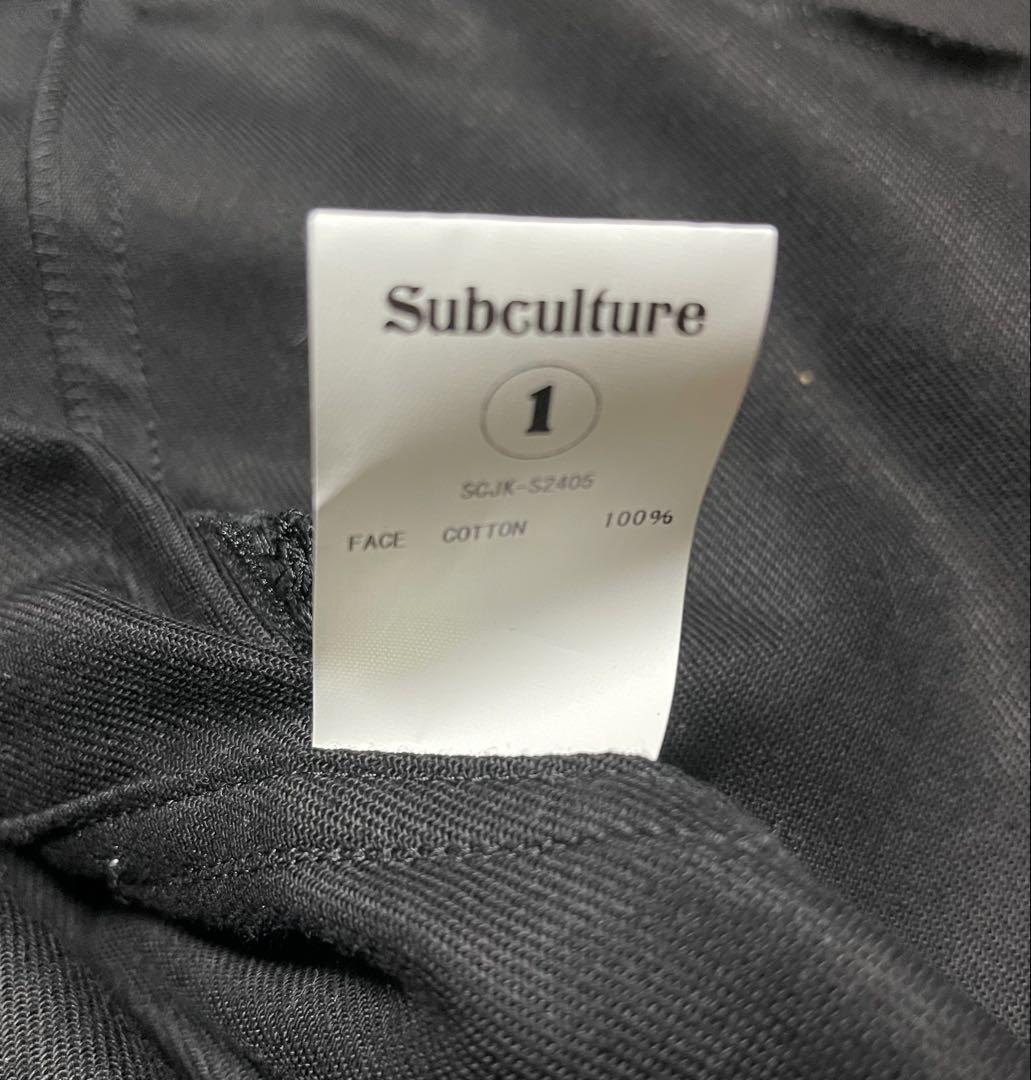 Subculture
1
SCJK-S2405
FACE COTTON 100%